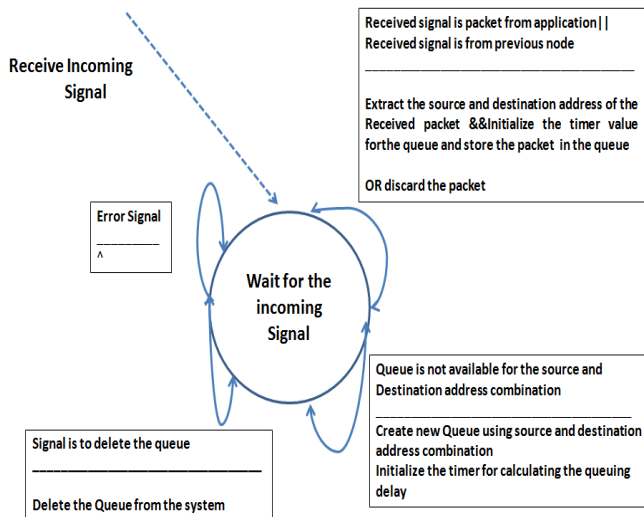 Receive Incoming
Signal
Received signal is packet from application||
Received signal is from previous node
Extract the source and destination address of the
Received packet &&Initialize the timer value
forthe queue and store the packet in the queue
OR discard the packet
Error Signal
^
Wait for the
incoming
Signal
Queue is not available for the source and
Destination address combination
Create new Queue using source and destination
address combination
Initialize the timer for calculating the queuing
delay
Signal is to delete the queue
Delete the Queue from the system